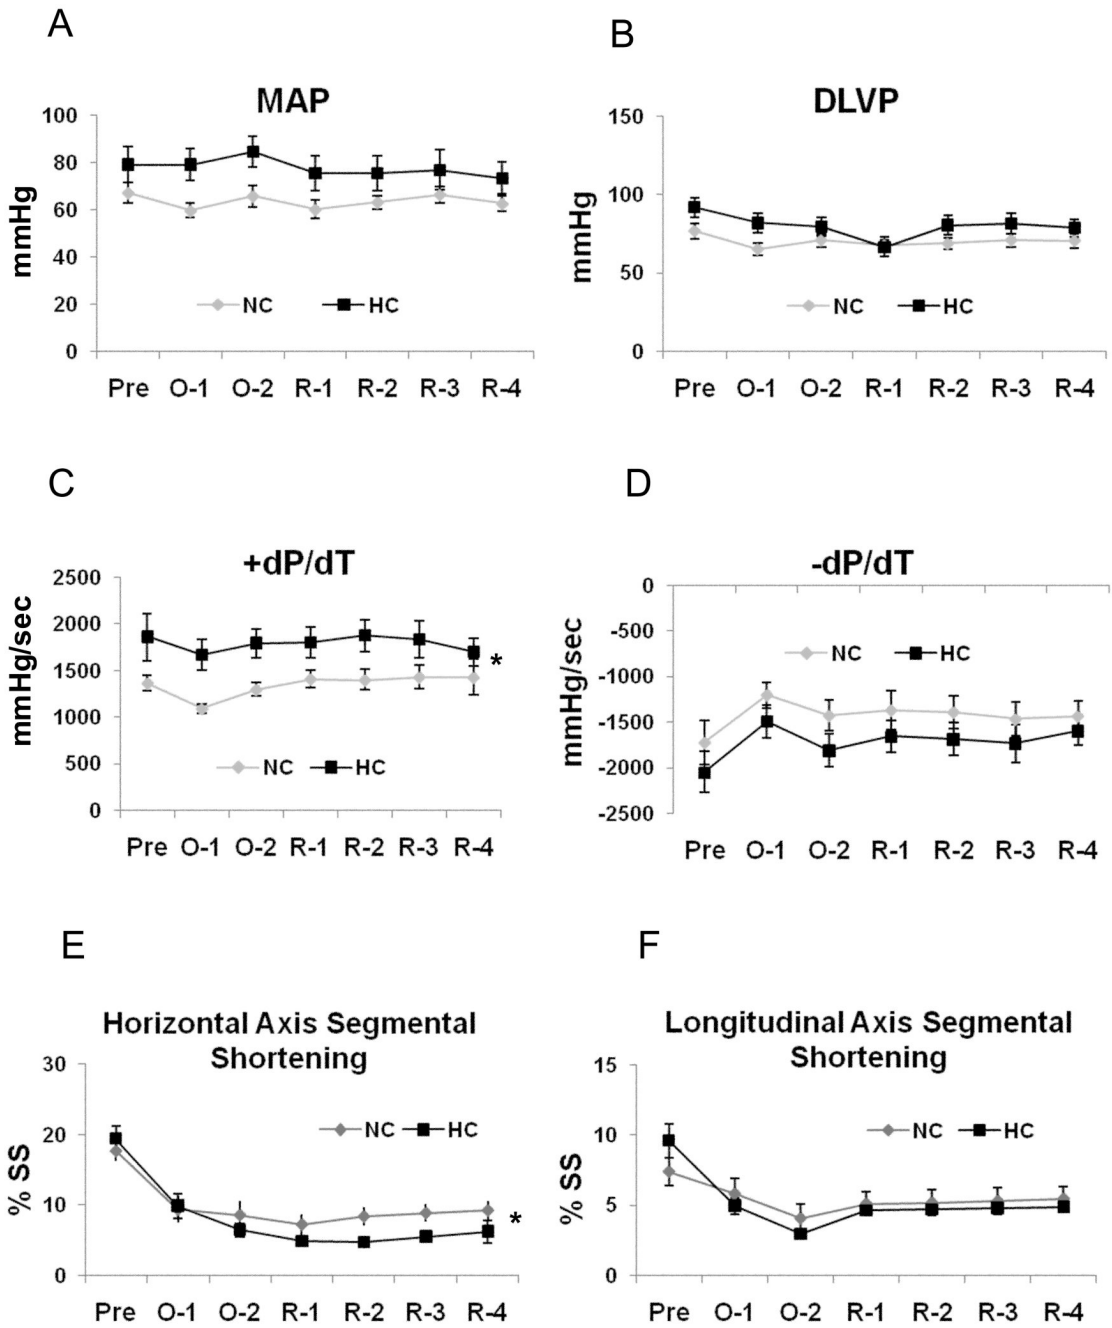 A
MAP
mmHg
100
80
60
40
20
0
NC HC
Pre O-1 O-2 R-1 R-2 R-3 R-4
B
DLVP
mmHg
150
100
50
0
NC HC
Pre O-1 O-2 R-1 R-2 R-3 R-4
C
+dP/dT
mmHg/sec
2500
2000
1500
1000
500
0
*
NC HC
Pre O-1 O-2 R-1 R-2 R-3 R-4
D
-dP/dT
mmHg/sec
0
-500
-1000
-1500
-2000
-2500
NC HC
Pre O-1 O-2 R-1 R-2 R-3 R-4
E
Horizontal Axis Segmental
Shortening
% SS
30
20
10
0
NC HC
*
Pre O-1 O-2 R-1 R-2 R-3 R-4
F
Longitudinal Axis Segmental
Shortening
% SS
15
10
5
0
NC HC
Pre O-1 O-2 R-1 R-2 R-3 R-4